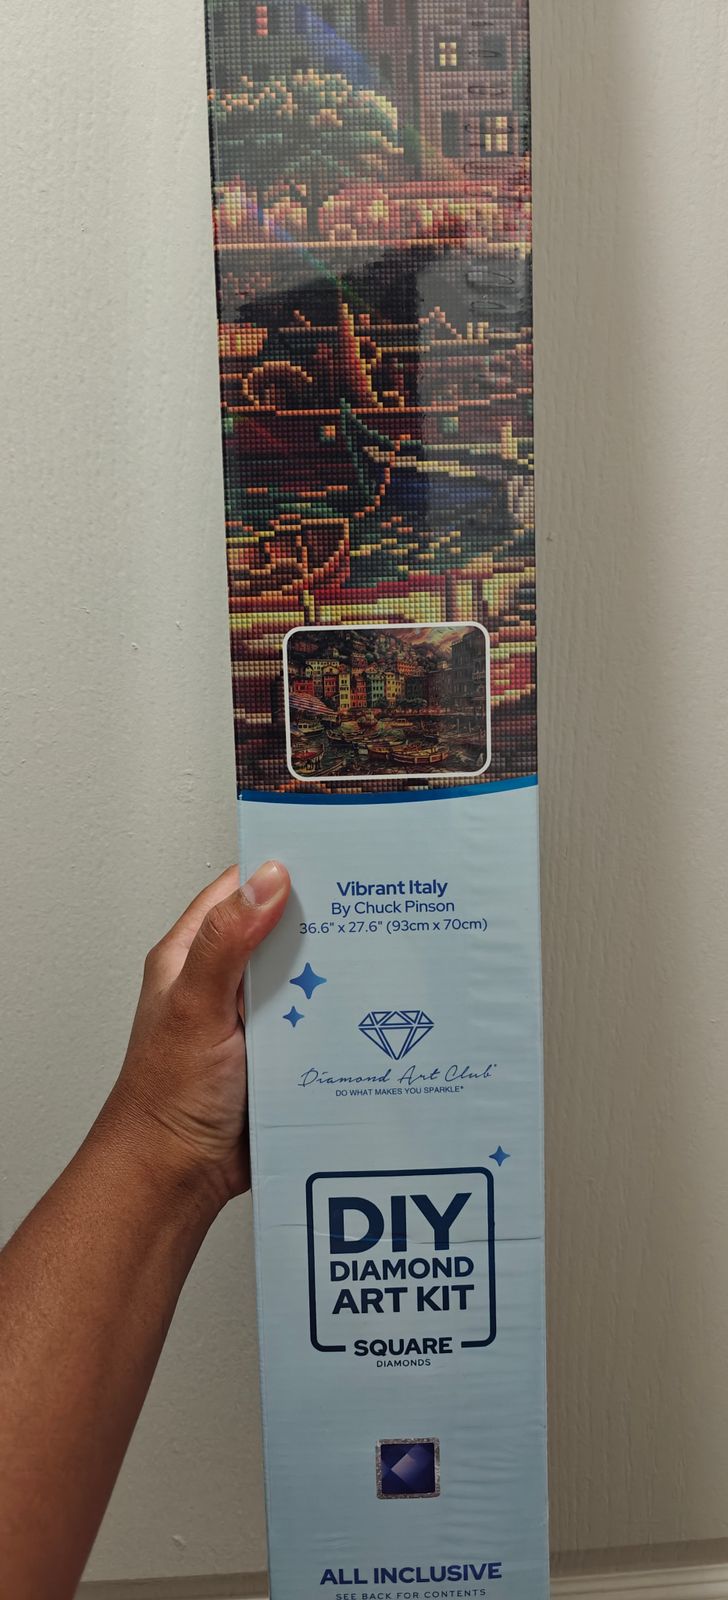 Vibrant Italy
By Chuck Pinson
36.6" x 27.6" (93cm x 70cm)
Diamond Art Club®
DO WHAT MAKES YOU SPARKLE®
DIY
DIAMOND
ART KIT
SQUARE
DIAMONDS
ALL INCLUSIVE
SEE BACK FOR CONTENTS